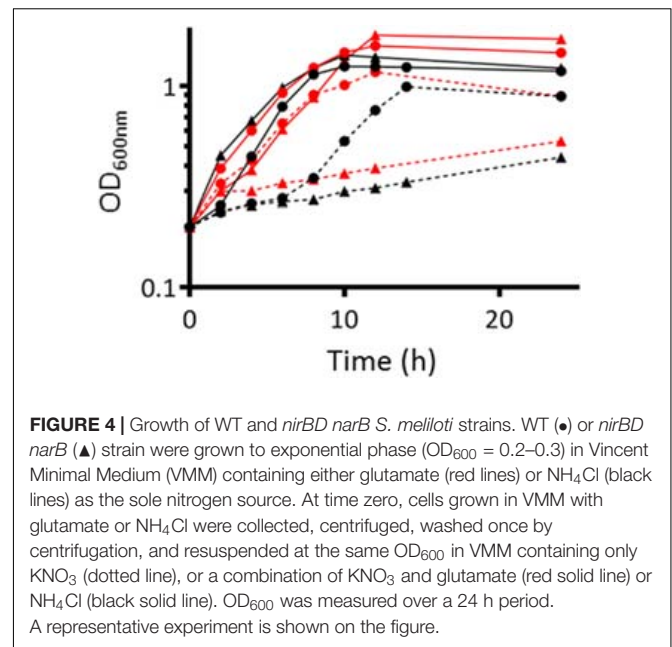 1
OD600nm
0.1
0
10
20
Time (h)
FIGURE 4 | Growth of WT and nirBD narB S. meliloti strains. WT (●) or nirBD
narB (▲) strain were grown to exponential phase (OD600 = 0.2–0.3) in Vincent
Minimal Medium (VMM) containing either glutamate (red lines) or NH4Cl (black
lines) as the sole nitrogen source. At time zero, cells grown in VMM with
glutamate or NH4Cl were collected, centrifuged, washed once by
centrifugation, and resuspended at the same OD600 in VMM containing only
KNO3 (dotted line), or a combination of KNO3 and glutamate (red solid line) or
NH4Cl (black solid line). OD600 was measured over a 24 h period.
A representative experiment is shown on the figure.